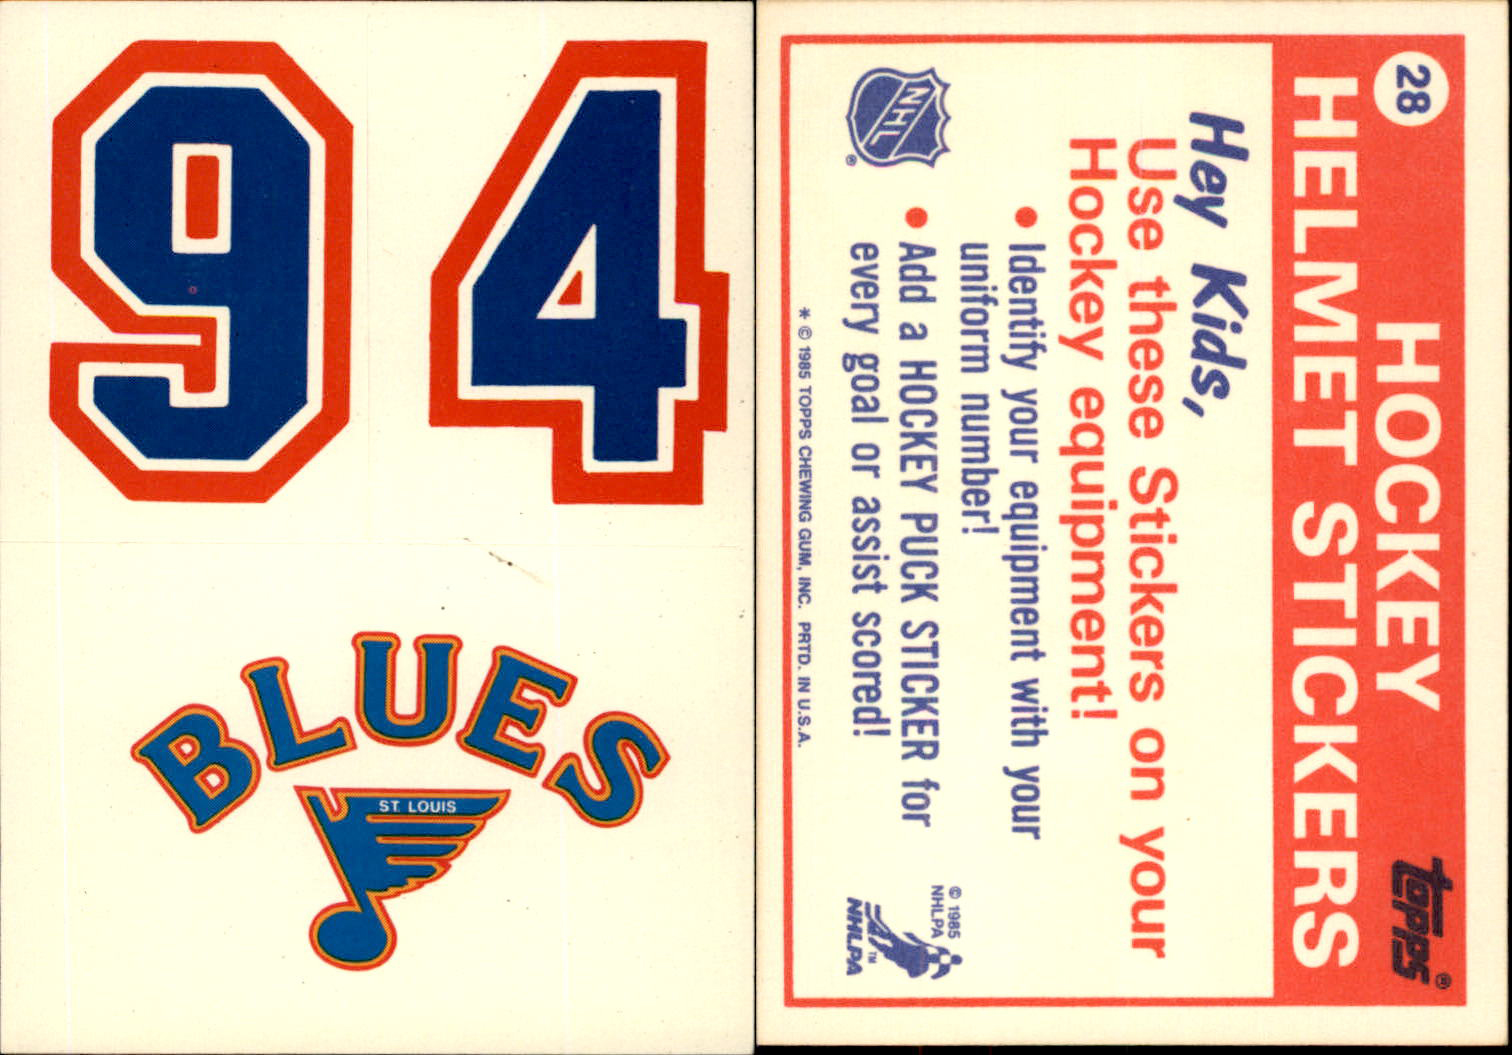 94
BLUES
ST. LOUIS
28
HOCKEY
HELMET STICKERS
Topps®
Hey Kids,
Use these Stickers on your
Hockey equipment!
• Identify your equipment with your
uniform number!
• Add a HOCKEY PUCK STICKER for
every goal or assist scored!
* © 1985 TOPPS CHEWING GUM, INC. PRTD. IN U.S.A.
NHL
®
© 1985
NHLPA
TM
NHLPA